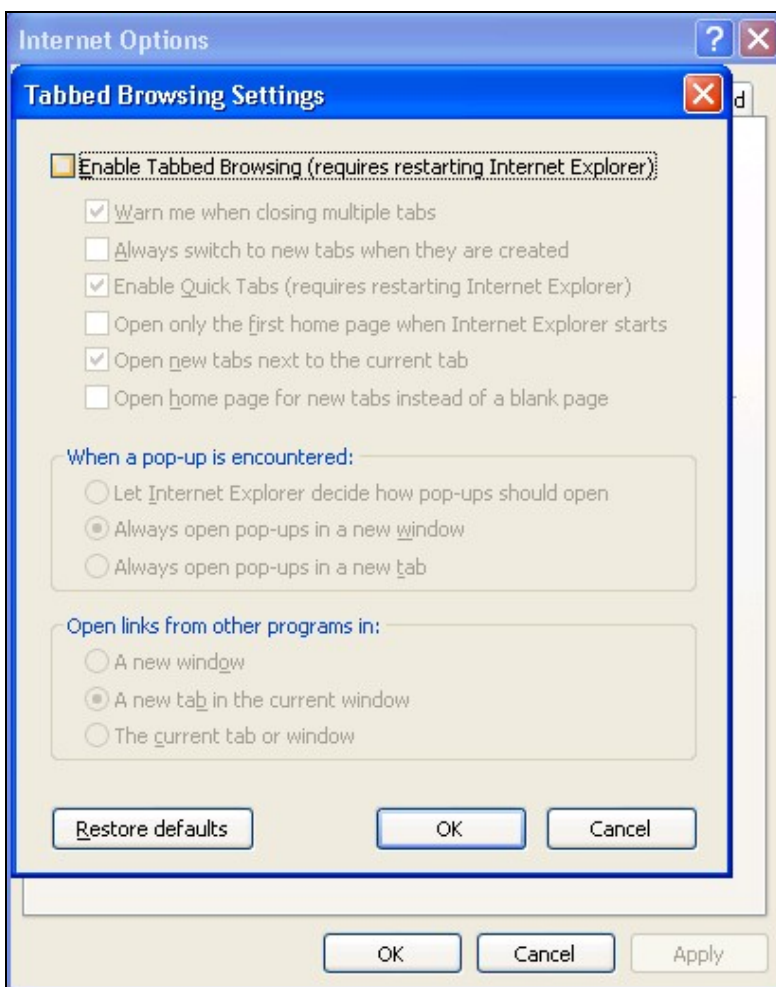 Internet Options
Tabbed Browsing Settings
d
Enable Tabbed Browsing (requires restarting Internet Explorer)
Warn me when closing multiple tabs
Always switch to new tabs when they are created
Enable Quick Tabs (requires restarting Internet Explorer)
Open only the first home page when Internet Explorer starts
Open new tabs next to the current tab
Open home page for new tabs instead of a blank page
When a pop-up is encountered:
Let Internet Explorer decide how pop-ups should open
Always open pop-ups in a new window
Always open pop-ups in a new tab
Open links from other programs in:
A new window
A new tab in the current window
The current tab or window
Restore defaults OK Cancel
OK Cancel Apply